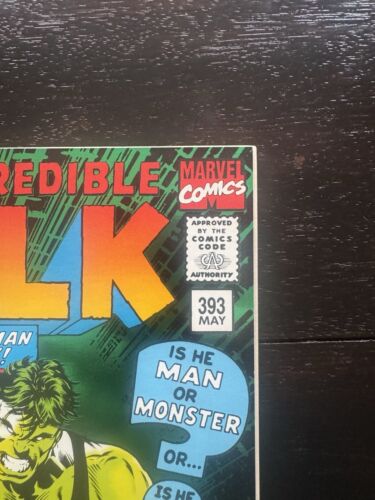 REDIBLE
LK
MARVEL
COMICS
APPROVED
BY THE
COMICS
CODE
CA
AUTHORITY
393
MAY
MAN
!
IS HE
MAN
OR
MONSTER
OR...
IS HE